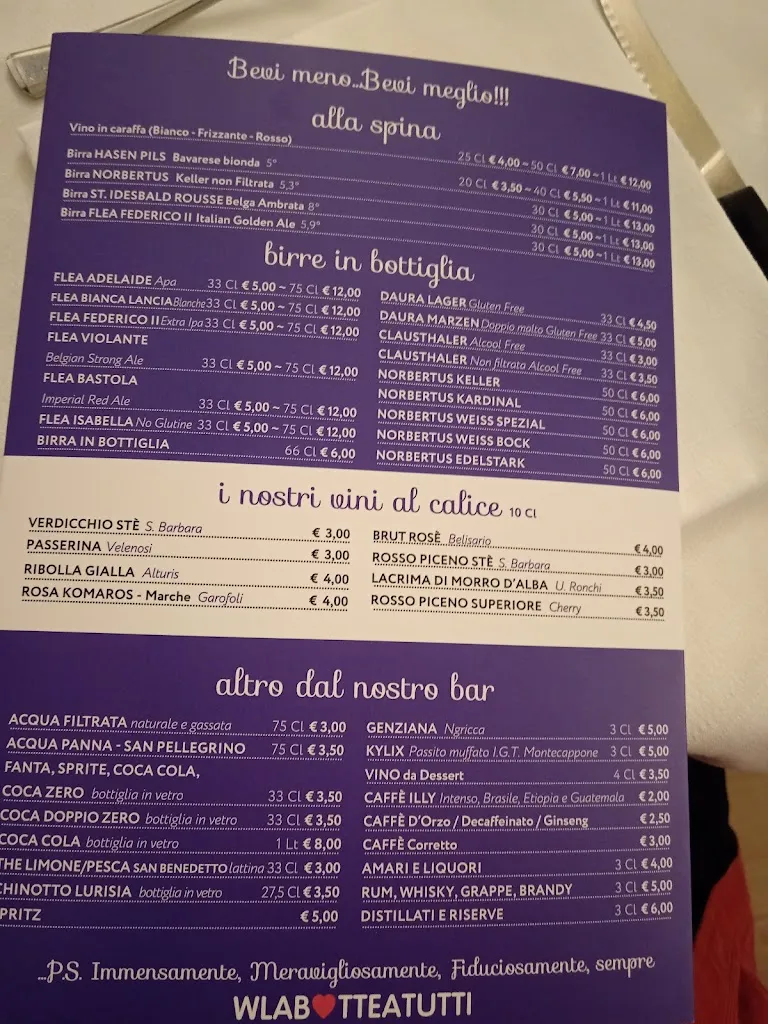 Bevi meno...Bevi meglio!!!
alla spina
Vino in caraffa (Bianco - Frizzante - Rosso) 25 Cl €4,00 ~ 50 Cl €7,00 ~ 1 Lt €12,00
Birra HASEN PILS Bavarese bionda 5° 20 Cl €3,50 ~ 40 Cl €5,50 ~ 1 Lt €11,00
Birra NORBERTUS Keller non Filtrata 5,3° 30 Cl €5,00 ~ 1 Lt €13,00
Birra ST. IDESBALD ROUSSE Belga Ambrata 8° 30 Cl €5,00 ~ 1 Lt €13,00
Birra FLEA FEDERICO II Italian Golden Ale 5,9° 30 Cl €5,00 ~ 1 Lt €13,00
birre in bottiglia
FLEA ADELAIDE Apa 33 Cl €5,00 ~ 75 Cl €12,00
FLEA BIANCA LANCIA Blanche 33 Cl €5,00 ~ 75 Cl €12,00
FLEA FEDERICO II Extra Ipa 33 Cl €5,00 ~ 75 Cl €12,00
FLEA VIOLANTE
Belgian Strong Ale 33 Cl €5,00 ~ 75 Cl €12,00
FLEA BASTOLA
Imperial Red Ale 33 Cl €5,00 ~ 75 Cl €12,00
FLEA ISABELLA No Glutine 33 Cl €5,00 ~ 75 Cl €12,00
BIRRA IN BOTTIGLIA 66 Cl €6,00
DAURA LAGER Gluten Free 33 Cl €4,50
DAURA MARZEN Doppio malto Gluten Free 33 Cl €5,00
CLAUSTHALER Alcool Free 33 Cl €3,00
CLAUSTHALER Non filtrata Alcool Free 33 Cl €3,50
NORBERTUS KELLER 50 Cl €6,00
NORBERTUS KARDINAL 50 Cl €6,00
NORBERTUS WEISS SPEZIAL 50 Cl €6,00
NORBERTUS WEISS BOCK 50 Cl €6,00
NORBERTUS EDELSTARK 50 Cl €6,00
i nostri vini al calice 10 Cl
VERDICCHIO STÈ S. Barbara € 3,00
PASSERINA Velenosi € 3,00
RIBOLLA GIALLA Alturis € 4,00
ROSA KOMAROS - Marche Garofoli € 4,00
BRUT ROSÈ Belisario €4,00
ROSSO PICENO STÈ S. Barbara €3,00
LACRIMA DI MORRO D'ALBA U. Ronchi €3,50
ROSSO PICENO SUPERIORE Cherry €3,50
altro dal nostro bar
ACQUA FILTRATA naturale e gassata 75 Cl €3,00
ACQUA PANNA - SAN PELLEGRINO 75 Cl €3,50
FANTA, SPRITE, COCA COLA,
COCA ZERO bottiglia in vetro 33 Cl €3,50
COCA DOPPIO ZERO bottiglia in vetro 33 Cl €3,50
COCA COLA bottiglia in vetro 1 Lt €8,00
THE LIMONE/PESCA SAN BENEDETTO lattina 33 Cl €3,00
CHINOTTO LURISIA bottiglia in vetro 27,5 Cl €3,50
PRITZ €5,00
GENZIANA Ngricca 3 Cl €5,00
KYLIX Passito muffato I.G.T. Montecappone 3 Cl €5,00
VINO da Dessert 4 Cl €3,50
CAFFÈ ILLY Intenso, Brasile, Etiopia e Guatemala €2,00
CAFFÈ D'Orzo / Decaffeinato / Ginseng €2,50
CAFFÈ Corretto €3,00
AMARI E LIQUORI 3 Cl €4,00
RUM, WHISKY, GRAPPE, BRANDY 3 Cl €5,00
DISTILLATI E RISERVE 3 Cl €6,00
...P.S. Immensamente, Meravigliosamente, Fiduciosamente, sempre
WLAB♥TTEATUTTI